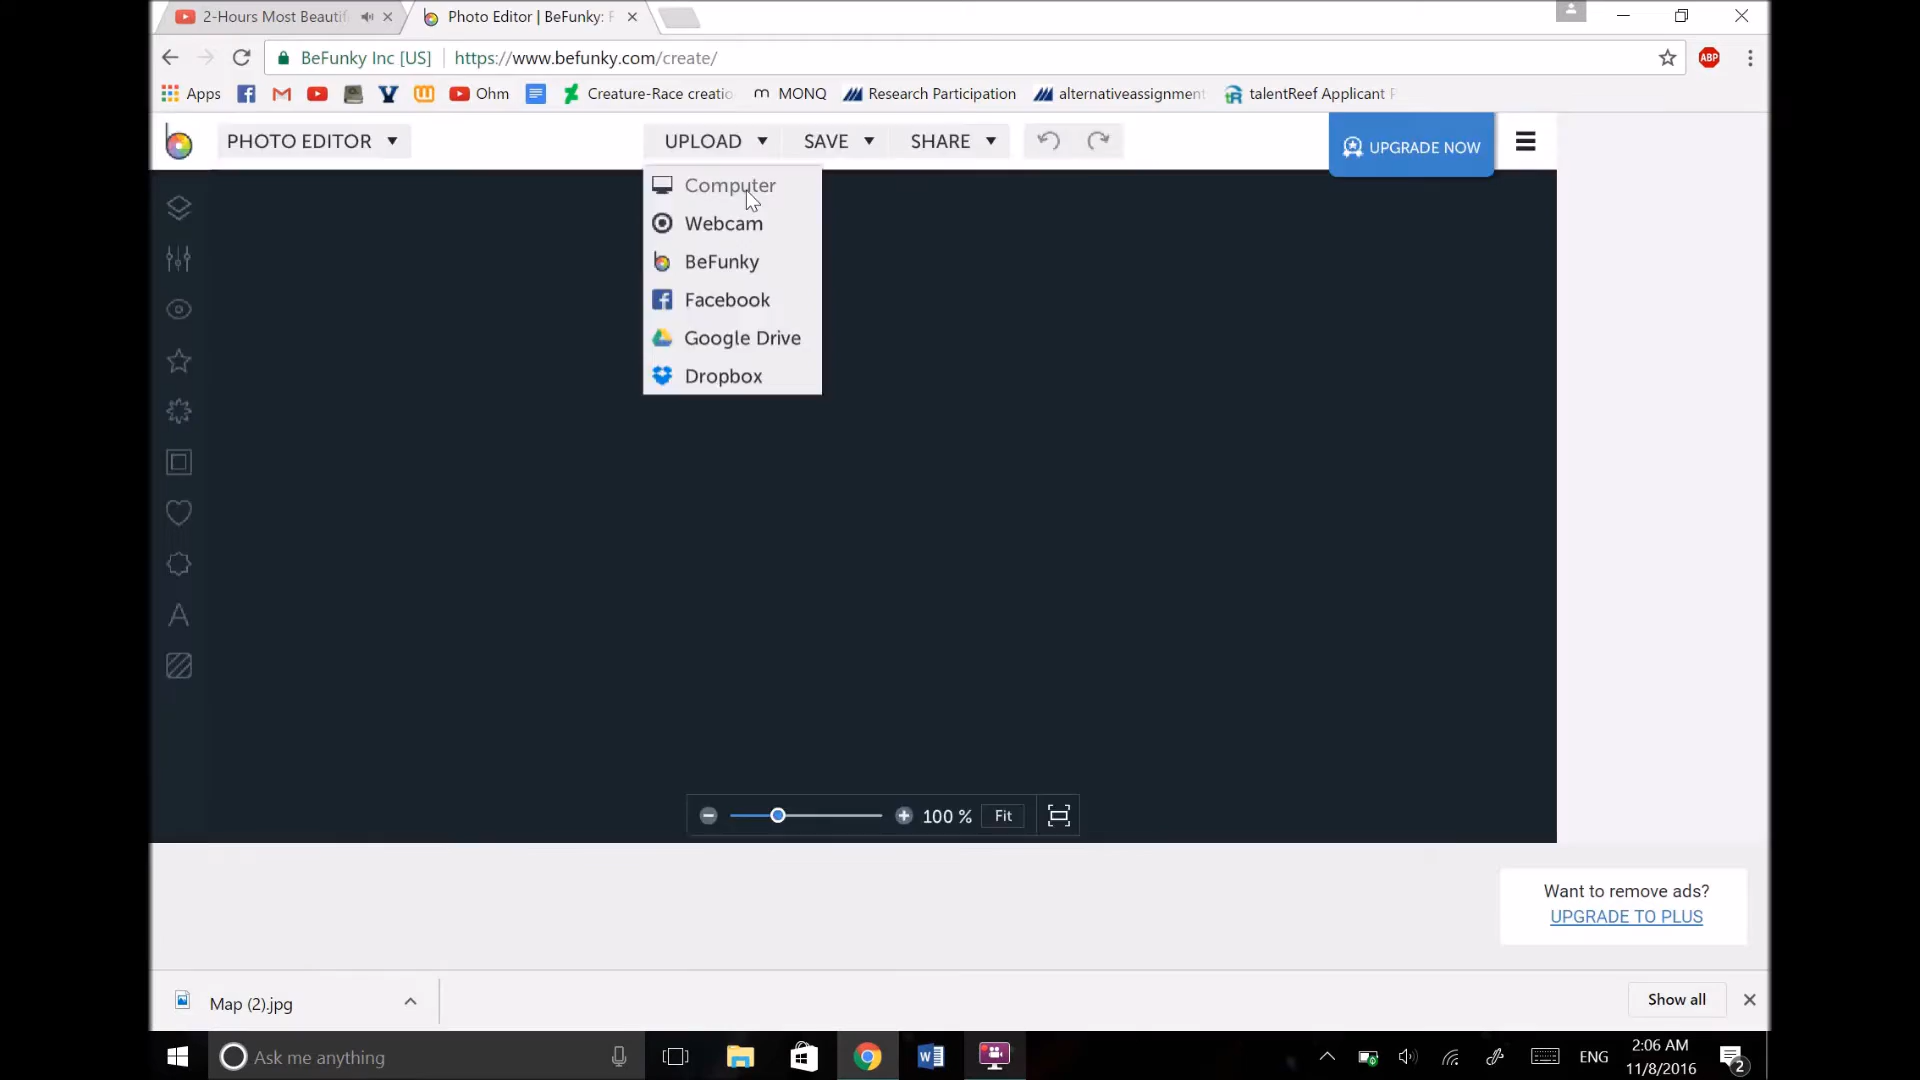 2-Hours Most Beautif
Photo Editor | BeFunky: F
BeFunky Inc [US]
https://www.befunky.com/create/
ABP
Apps
Ohm
Creature-Race creatio
MONQ
Research Participation
alternativeassignment
talentReef Applicant P
PHOTO EDITOR
UPLOAD
SAVE
SHARE
UPGRADE NOW
Computer
Webcam
BeFunky
Facebook
Google Drive
Dropbox
100 %
Fit
Want to remove ads?
UPGRADE TO PLUS
Map (2).jpg
Show all
Ask me anything
ENG
2:06 AM
11/8/2016
2